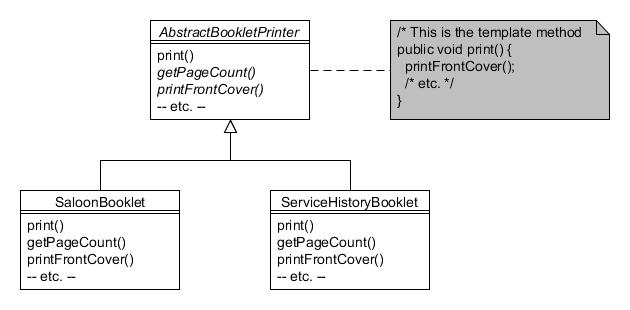 AbstractBookletPrinter
print()
getPageCount()
printFrontCover()
-- etc. --
/* This is the template method
public void print() {
printFrontCover();
/* etc. */
}
SaloonBooklet
print()
getPageCount()
printFrontCover()
-- etc. --
ServiceHistoryBooklet
print()
getPageCount()
printFrontCover()
-- etc. --